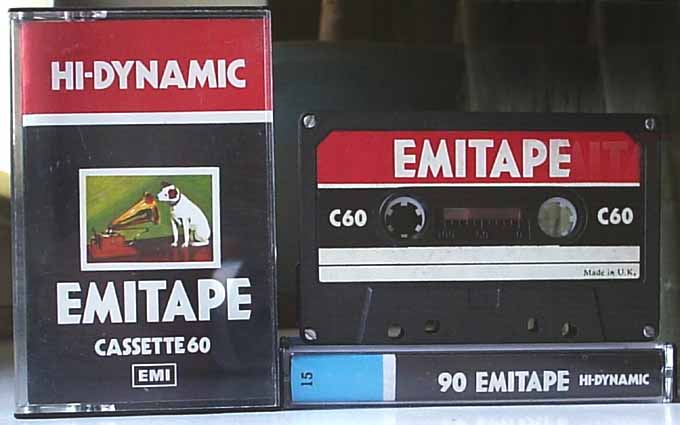 HI-DYNAMIC
EMITAPE
CASSETTE 60
EMI
EMITAPE
C60
C60
Made in U.K.
15
90 EMITAPE HI-DYNAMIC